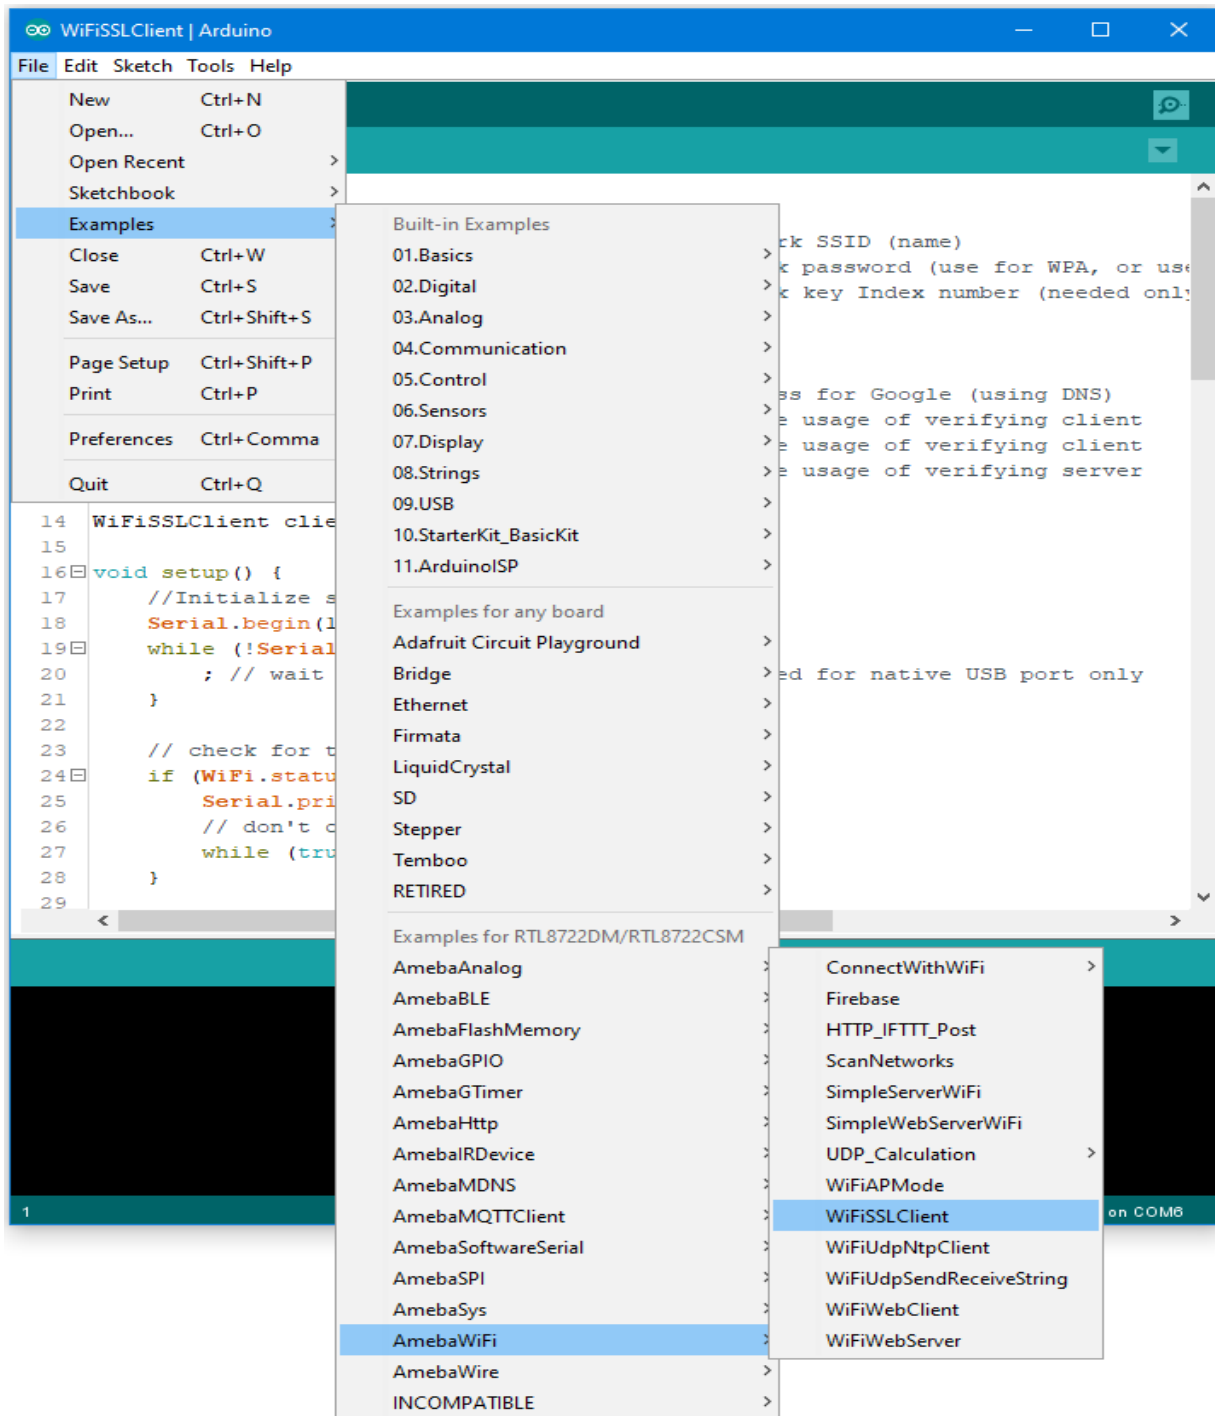 WiFiSSLClient | Arduino
File Edit Sketch Tools Help
New Ctrl+N
Open... Ctrl+O
Open Recent
Sketchbook
Examples
Close Ctrl+W
Save Ctrl+S
Save As... Ctrl+Shift+S
Page Setup Ctrl+Shift+P
Print Ctrl+P
Preferences Ctrl+Comma
Quit Ctrl+Q
Built-in Examples
01.Basics
02.Digital
03.Analog
04.Communication
05.Control
06.Sensors
07.Display
08.Strings
09.USB
10.StarterKit_BasicKit
11.ArduinoISP
Examples for any board
Adafruit Circuit Playground
Bridge
Ethernet
Firmata
LiquidCrystal
SD
Stepper
Temboo
RETIRED
Examples for RTL8722DM/RTL8722CSM
AmebaAnalog
AmebaBLE
AmebaFlashMemory
AmebaGPIO
AmebaGTimer
AmebaHttp
AmebaIRDevice
AmebaMDNS
AmebaMQTTClient
AmebaSoftwareSerial
AmebaSPI
AmebaSys
AmebaWiFi
AmebaWire
INCOMPATIBLE
ConnectWithWiFi
Firebase
HTTP_IFTTT_Post
ScanNetworks
SimpleServerWiFi
SimpleWebServerWiFi
UDP_Calculation
WiFiAPMode
WiFiSSLClient
WiFiUdpNtpClient
WiFiUdpSendReceiveString
WiFiWebClient
WiFiWebServer
rk SSID (name)
k password (use for WPA, or use
k key Index number (needed only
ss for Google (using DNS)
e usage of verifying client
e usage of verifying client
e usage of verifying server
14 WiFiSSLClient clie
15
16 void setup() {
17 //Initialize s
18 Serial.begin(1
19 while (!Serial
20 ; // wait ed for native USB port only
21 }
22
23 // check for t
24 if (WiFi.statu
25 Serial.pri
26 // don't c
27 while (tru
28 }
29
1 on COM6